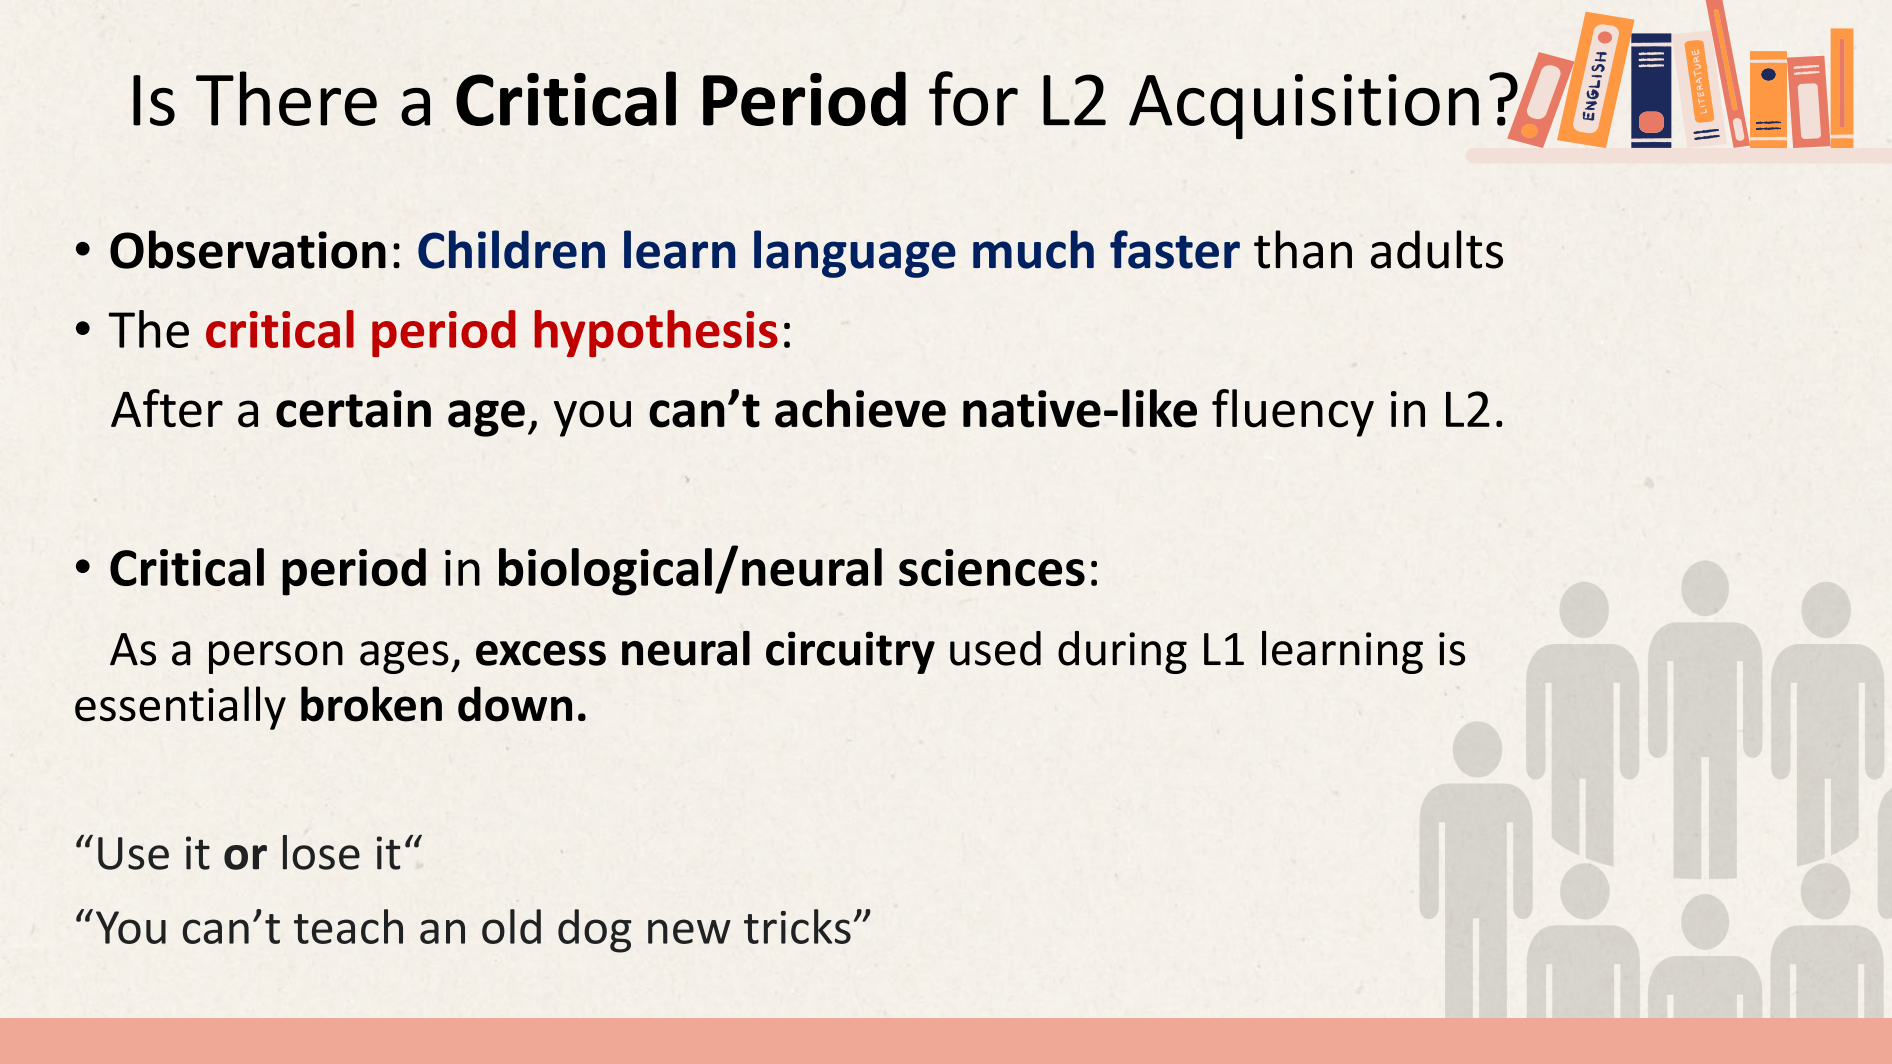 Is There a Critical Period for L2 Acquisition?
ENGLISH
LITERATURE
• Observation: Children learn language much faster than adults
• The critical period hypothesis:
After a certain age, you can’t achieve native-like fluency in L2.
• Critical period in biological/neural sciences:
As a person ages, excess neural circuitry used during L1 learning is
essentially broken down.
“Use it or lose it“
“You can’t teach an old dog new tricks”